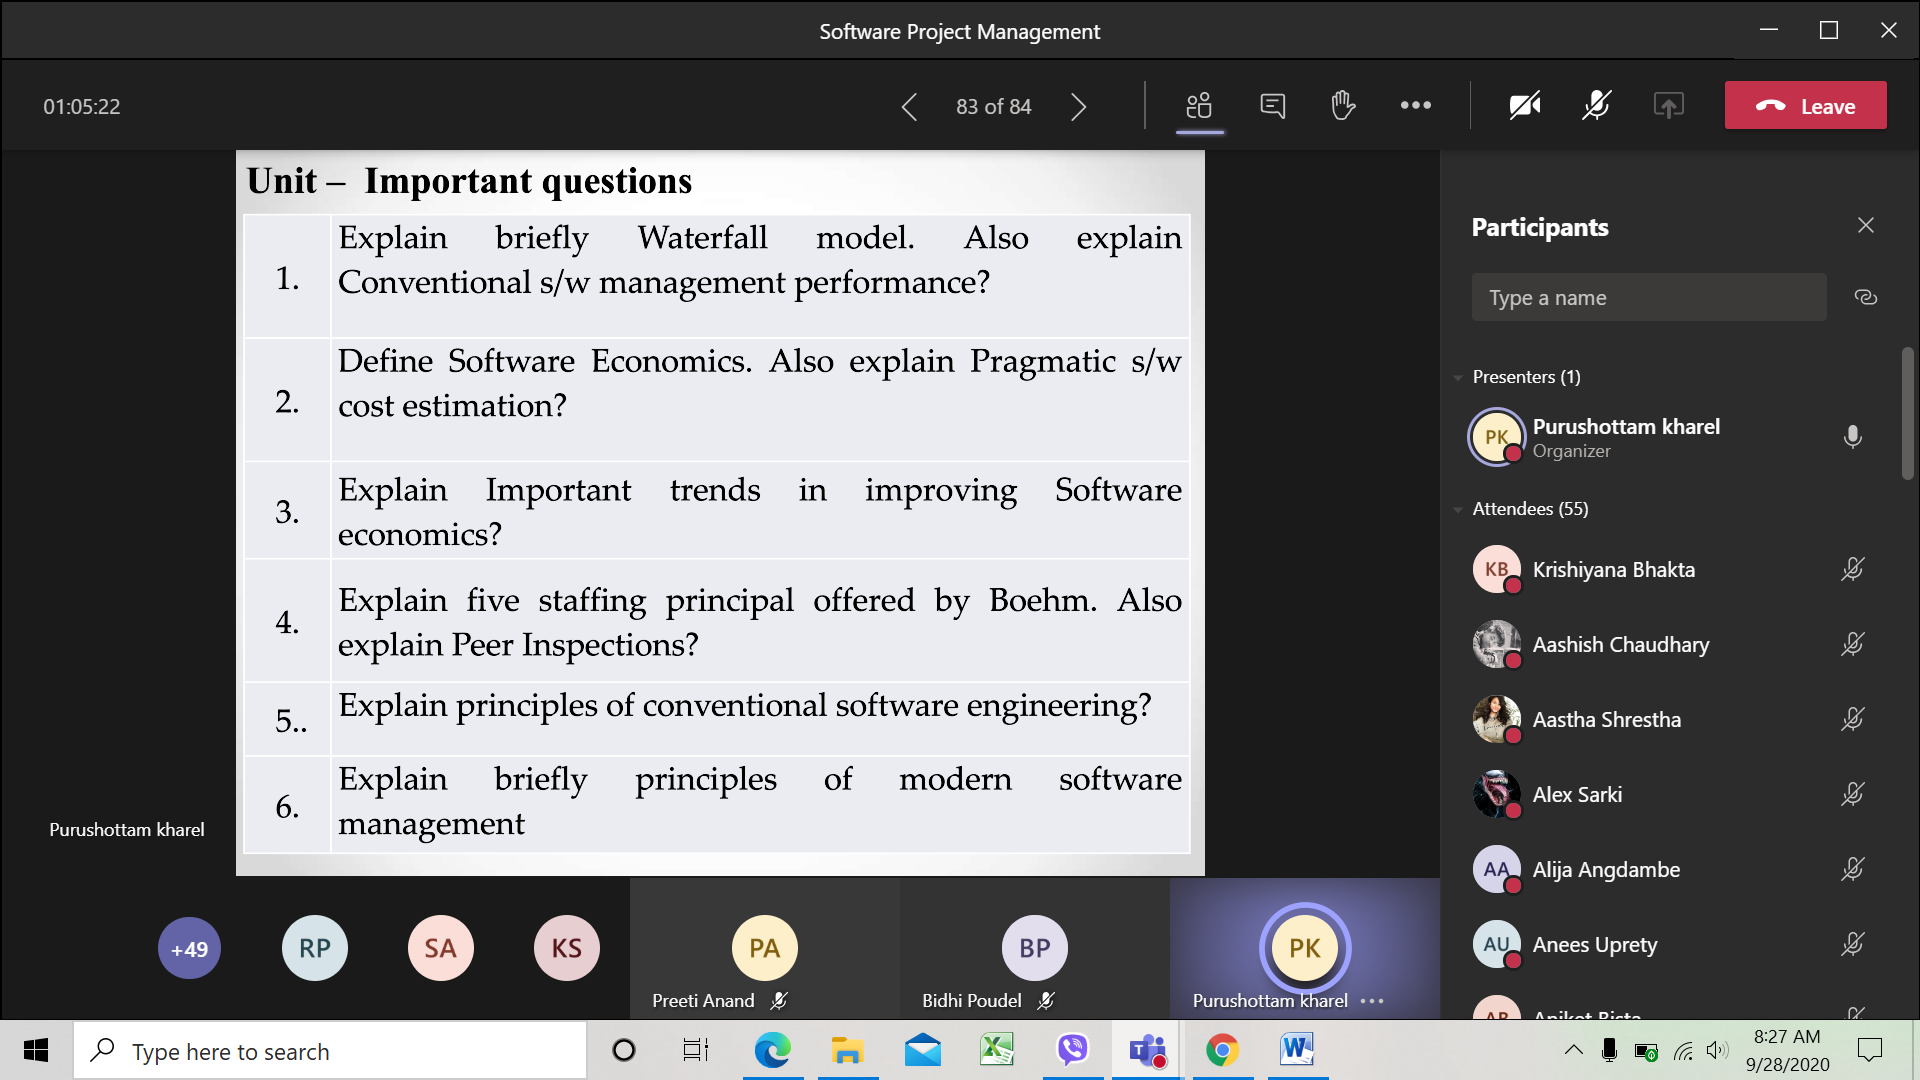 Software Project Management
01:05:22
83 of 84
Leave
Unit – Important questions
1.
Explain briefly Waterfall model. Also explain
Conventional s/w management performance?
2.
Define Software Economics. Also explain Pragmatic s/w
cost estimation?
3.
Explain Important trends in improving Software
economics?
4.
Explain five staffing principal offered by Boehm. Also
explain Peer Inspections?
5..
Explain principles of conventional software engineering?
6.
Explain briefly principles of modern software
management
Purushottam kharel
+49
RP
SA
KS
PA
Preeti Anand
BP
Bidhi Poudel
PK
Purushottam kharel
Participants
Type a name
Presenters (1)
PK
Purushottam kharel
Organizer
Attendees (55)
KB
Krishiyana Bhakta
Aashish Chaudhary
Aastha Shrestha
Alex Sarki
AA
Alija Angdambe
AU
Anees Uprety
Type here to search
8:27 AM
9/28/2020